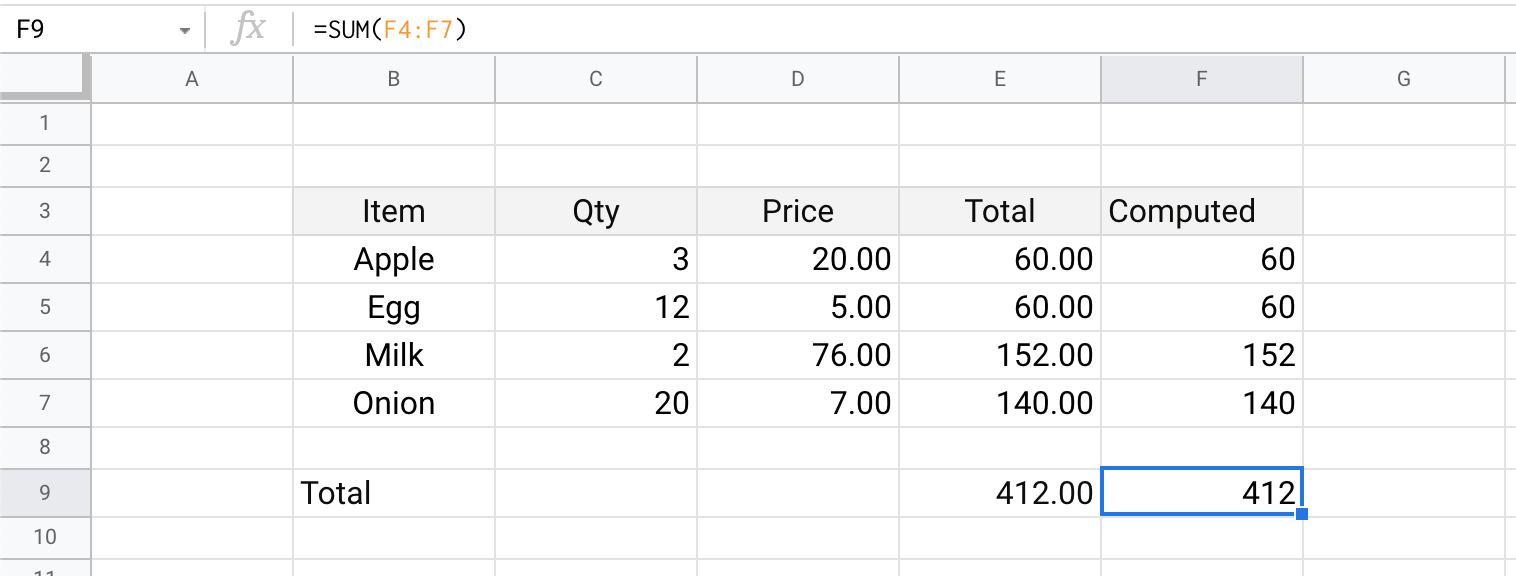 F9 fx =SUM(F4:F7)
A B C D E F G
1
2
3 Item Qty Price Total Computed
4 Apple 3 20.00 60.00 60
5 Egg 12 5.00 60.00 60
6 Milk 2 76.00 152.00 152
7 Onion 20 7.00 140.00 140
8
9 Total 412.00 412
10
11